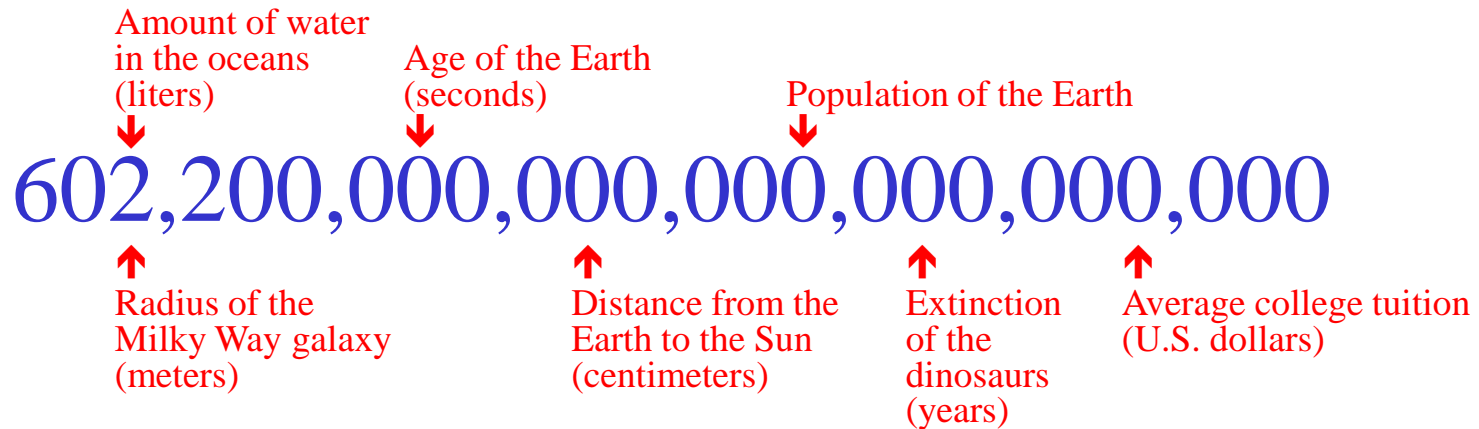 Amount of water
in the oceans
(liters)
Age of the Earth
(seconds)
Population of the Earth
602,200,000,000,000,000,000,000
Radius of the
Milky Way galaxy
(meters)
Distance from the
Earth to the Sun
(centimeters)
Extinction
of the
dinosaurs
(years)
Average college tuition
(U.S. dollars)